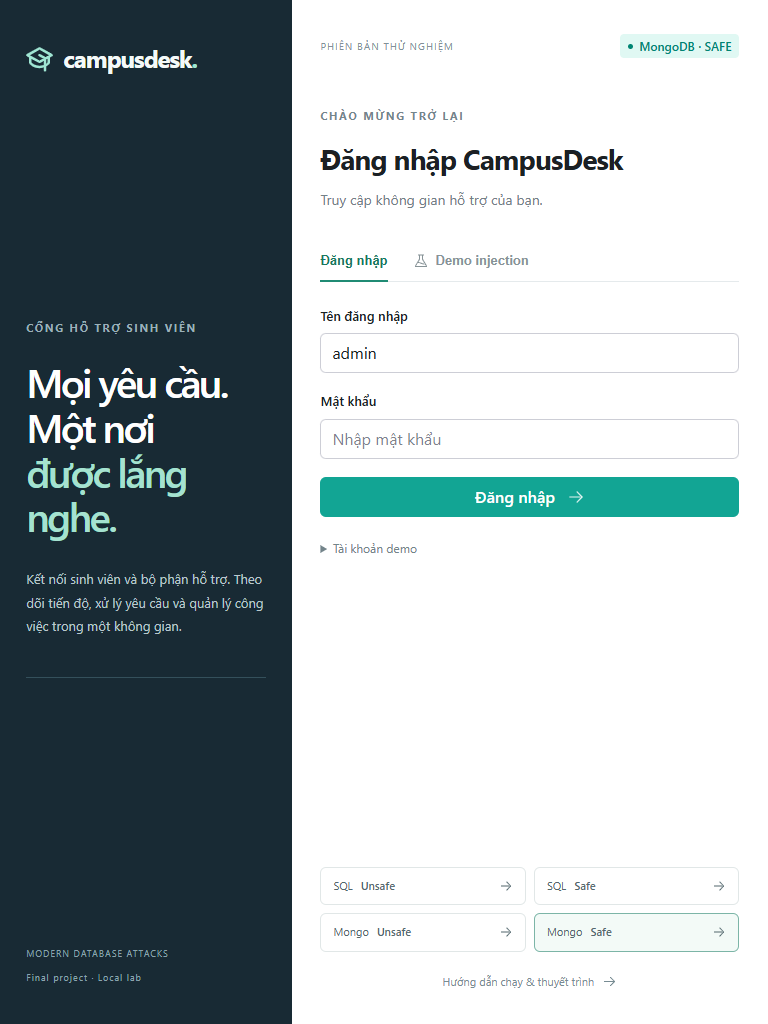 campusdesk.
CỔNG HỖ TRỢ SINH VIÊN
Mọi yêu cầu.
Một nơi
được lắng
nghe.
Kết nối sinh viên và bộ phận hỗ trợ. Theo
dõi tiến độ, xử lý yêu cầu và quản lý công
việc trong một không gian.
MODERN DATABASE ATTACKS
Final project · Local lab
PHIÊN BẢN THỬ NGHIỆM
MongoDB · SAFE
CHÀO MỪNG TRỞ LẠI
Đăng nhập CampusDesk
Truy cập không gian hỗ trợ của bạn.
Đăng nhập Demo injection
Tên đăng nhập
admin
Mật khẩu
Nhập mật khẩu
Đăng nhập →
▶ Tài khoản demo
SQL Unsafe → SQL Safe →
Mongo Unsafe → Mongo Safe →
Hướng dẫn chạy & thuyết trình →